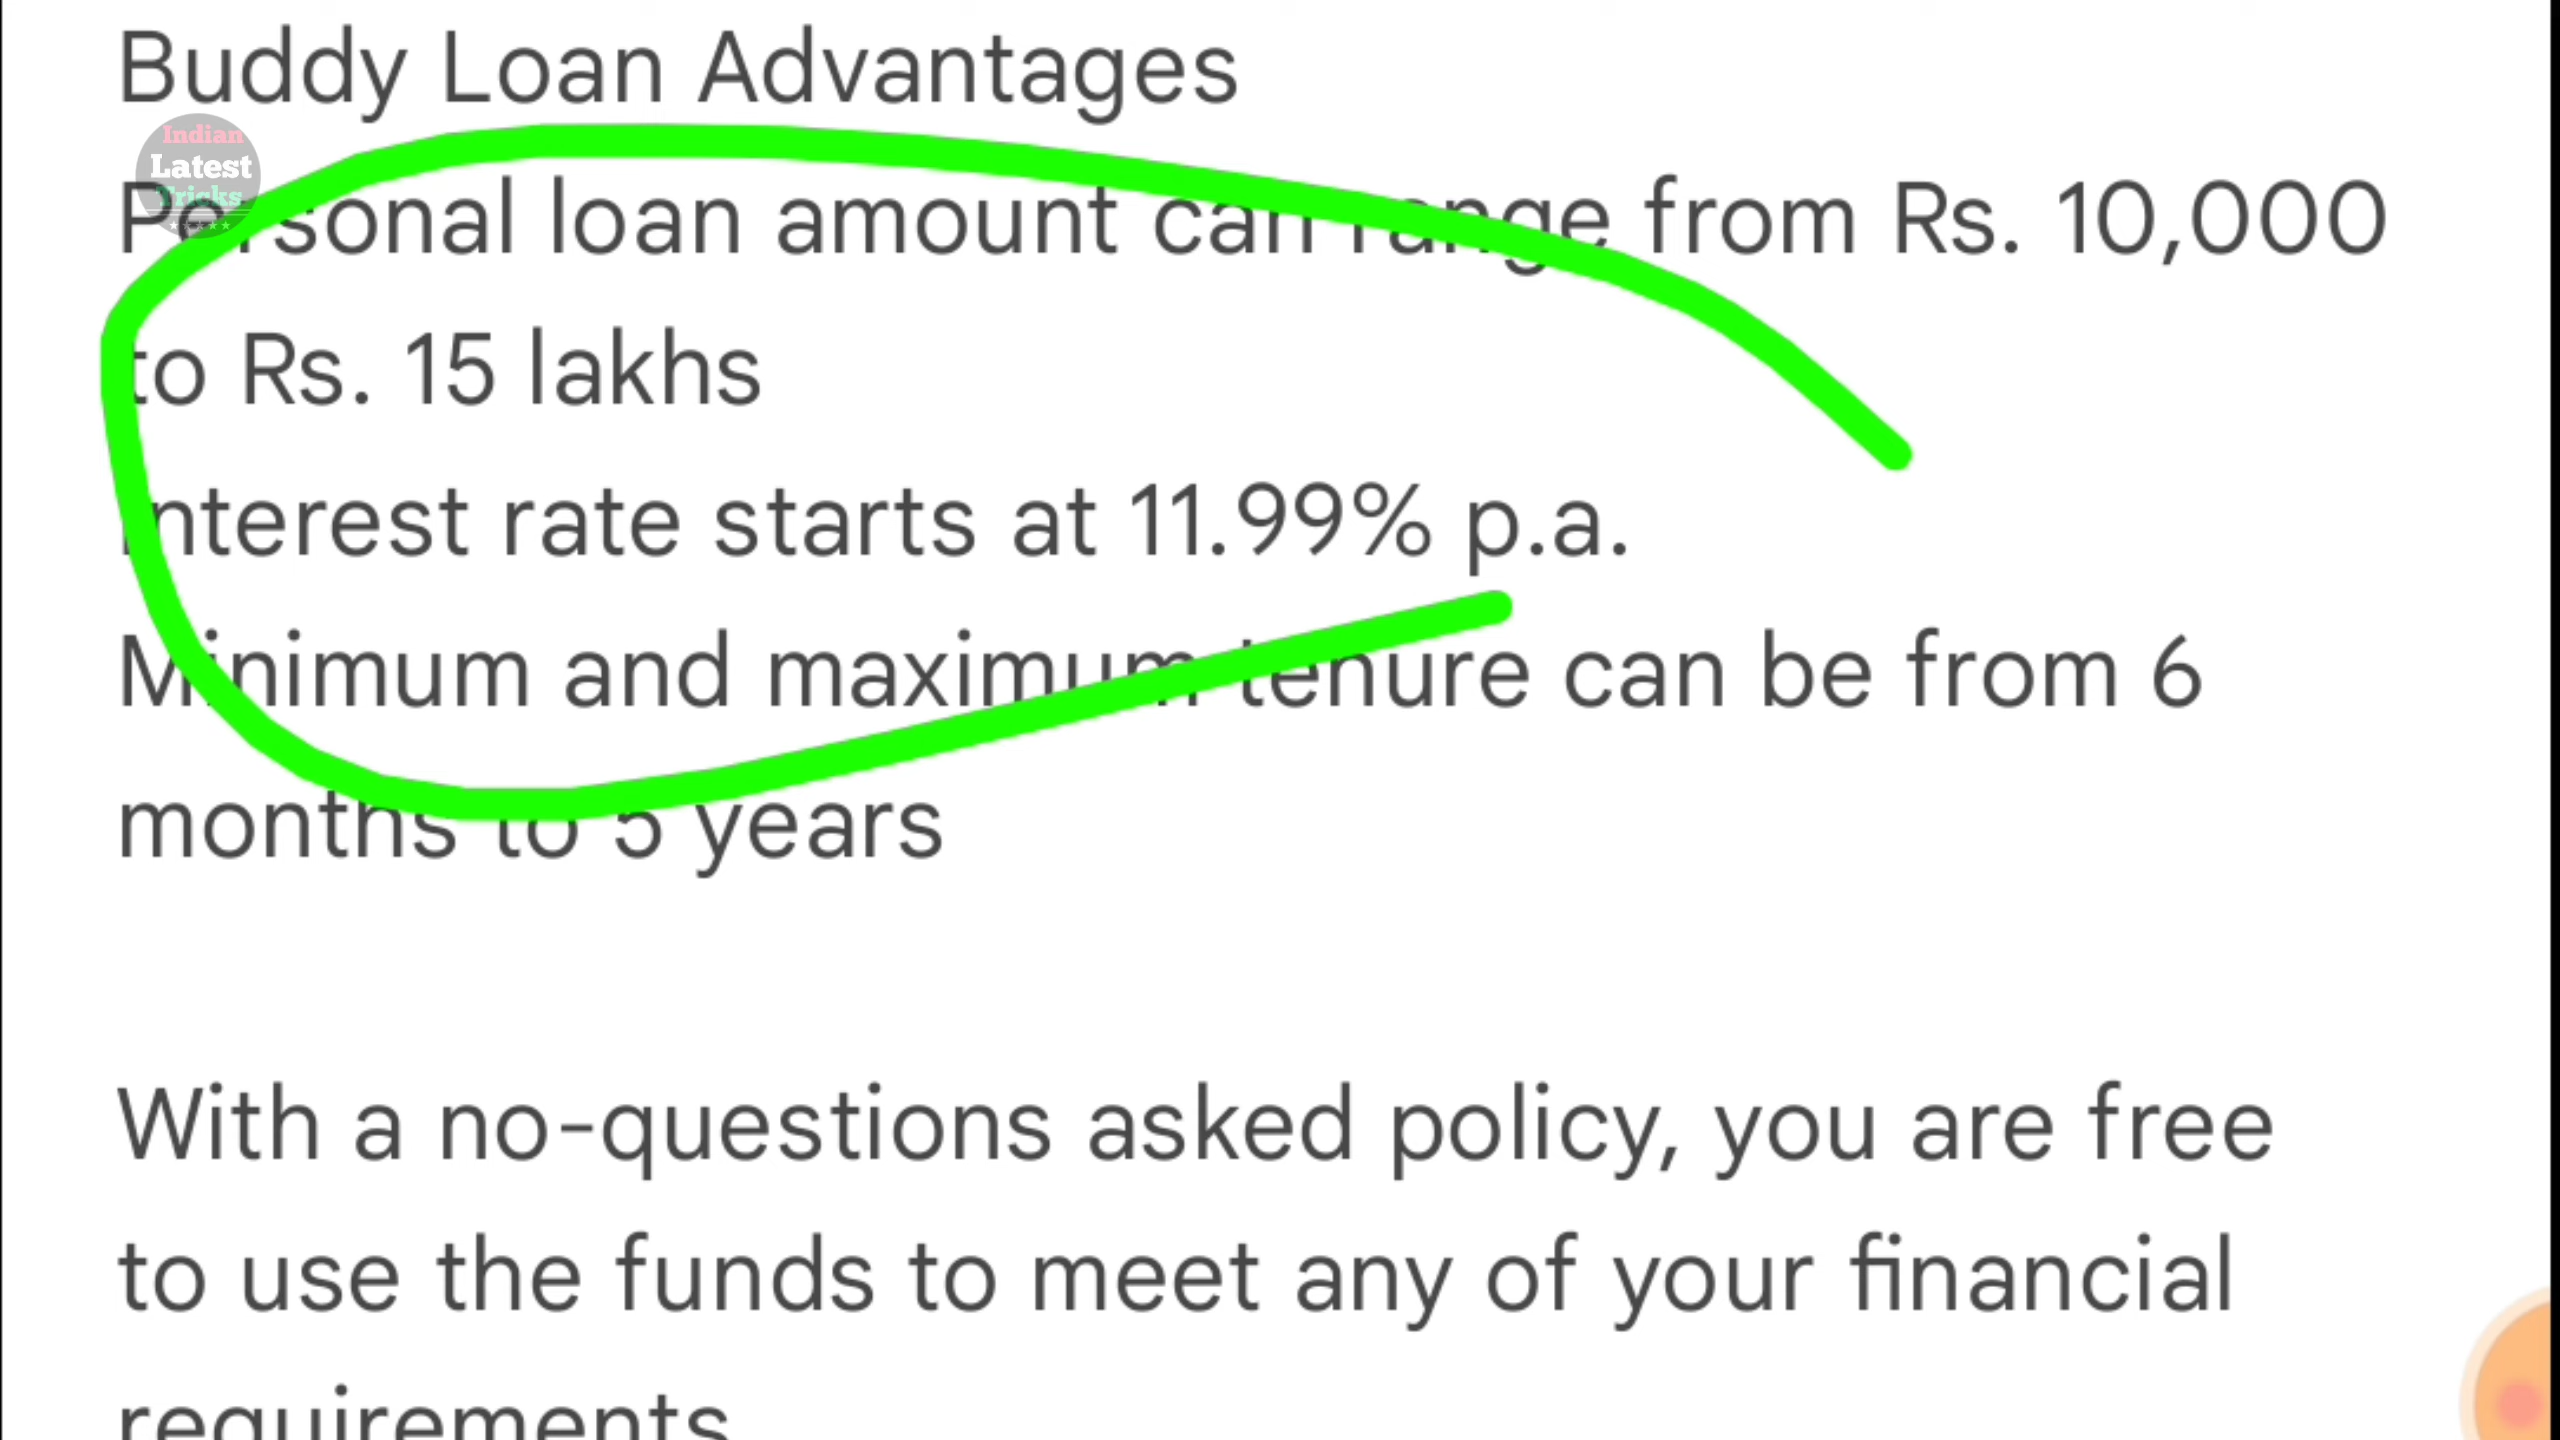 Buddy Loan Advantages
Indian
Latest
Tricks
Personal loan amount can range from Rs. 10,000
to Rs. 15 lakhs
Interest rate starts at 11.99% p.a.
Minimum and maximum tenure can be from 6
months to 5 years
With a no-questions asked policy, you are free
to use the funds to meet any of your financial
requirements